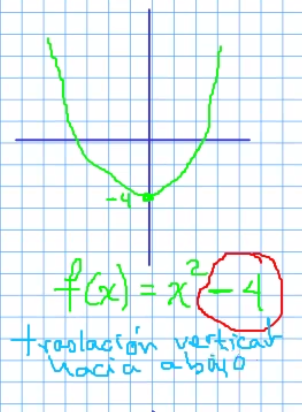 -4
f(x) = x² - 4
traslación vertical
hacia abajo